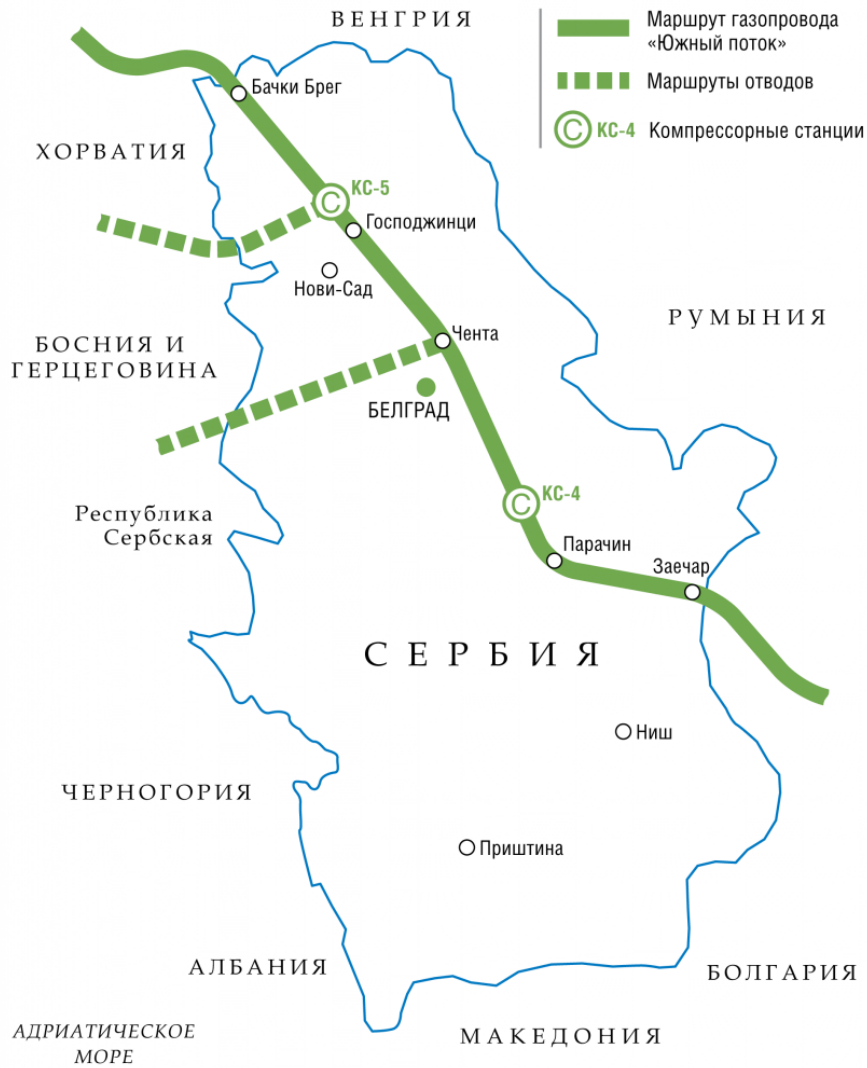 ВЕНГРИЯ
Маршрут газопровода
«Южный поток»
Маршруты отводов
КС-4 Компрессорные станции
Бачки Брег
ХОРВАТИЯ
КС-5
Господжинци
Нови-Сад
РУМЫНИЯ
Чента
БОСНИЯ И
ГЕРЦЕГОВИНА
БЕЛГРАД
КС-4
Республика
Сербская
Парачин
Заечар
СЕРБИЯ
Ниш
ЧЕРНОГОРИЯ
Приштина
АЛБАНИЯ
БОЛГАРИЯ
АДРИАТИЧЕСКОЕ
МОРЕ
МАКЕДОНИЯ